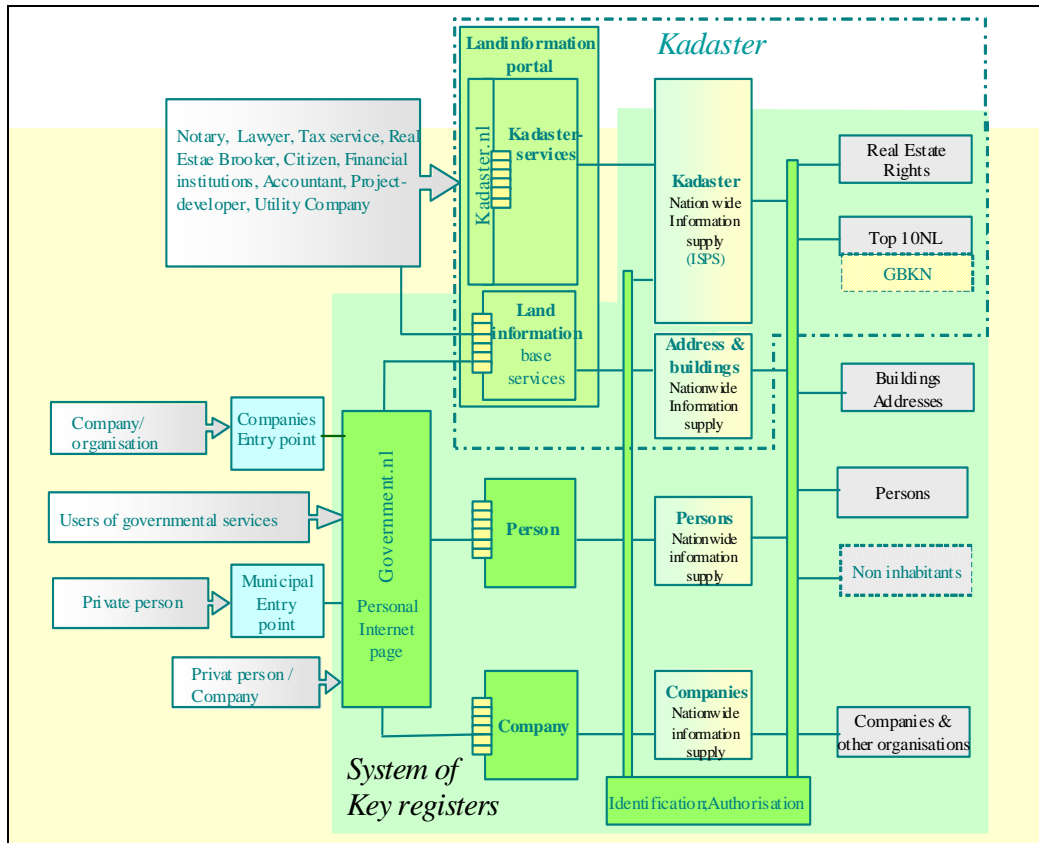 Kadaster
Landinformation
portal
Kadaster.nl
Kadaster-
services
Notary, Lawyer, Tax service, Real
Estae Brooker, Citizen, Financial
institutions, Accountant, Project-
developer, Utility Company
Kadaster
Nation wide
Information
supply
(ISPS)
Real Estate
Rights
Top 10NL
GBKN
Land
information
base
services
Address &
buildings
Nationwide
Information
supply
Buildings
Addresses
Company/
organisation
Companies
Entry point
Government.nl
Personal
Internet
page
Users of governmental services
Person
Persons
Nationwide
information
supply
Persons
Non inhabitants
Private person
Municipal
Entry
point
Privat person /
Company
Company
Companies
Nationwide
information
supply
Companies &
other organisations
System of
Key registers
Identification;Authorisation